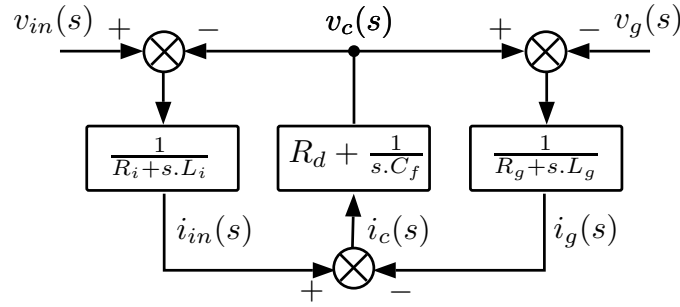 v_in(s) + − v_c(s) + − v_g(s)
1/(R_i+s.L_i) R_d + 1/(s.C_f) 1/(R_g+s.L_g)
i_in(s) i_c(s) i_g(s)
+ −